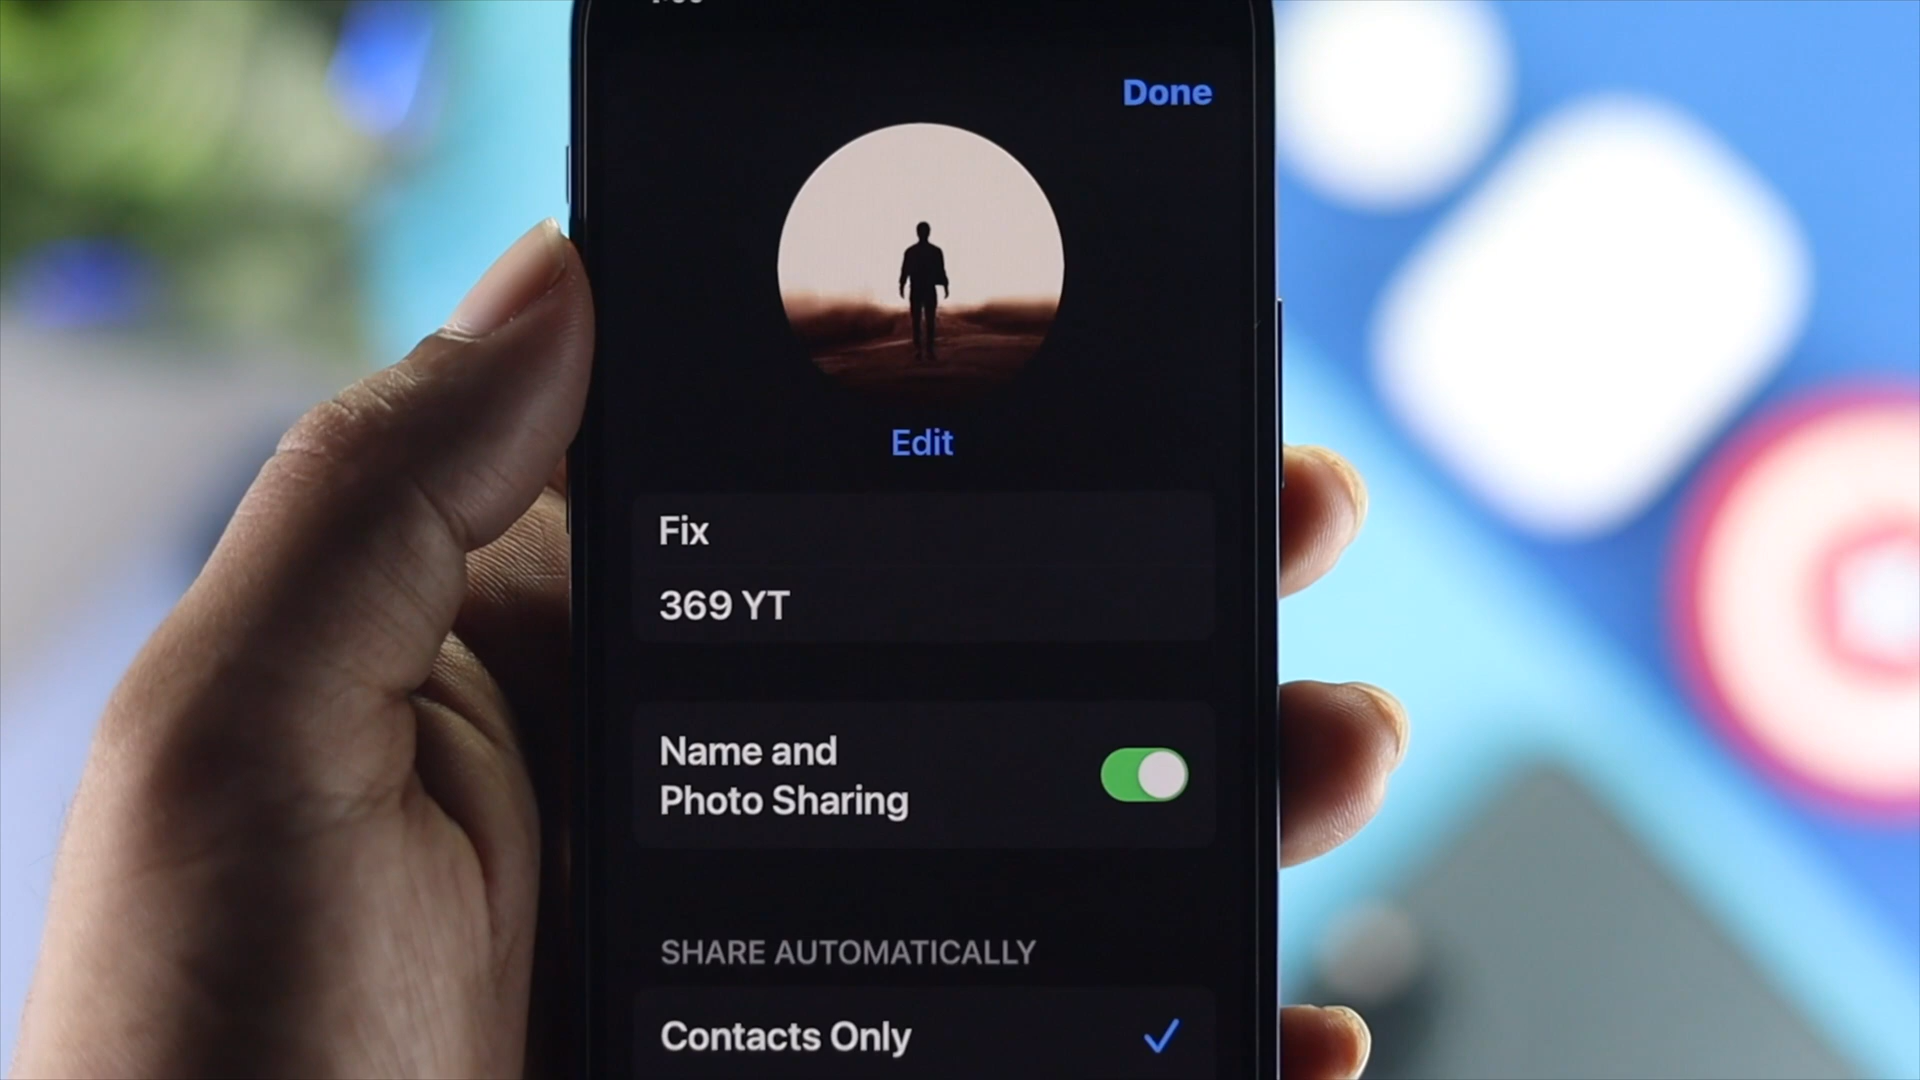 Done
Edit
Fix
369 YT
Name and
Photo Sharing
SHARE AUTOMATICALLY
Contacts Only